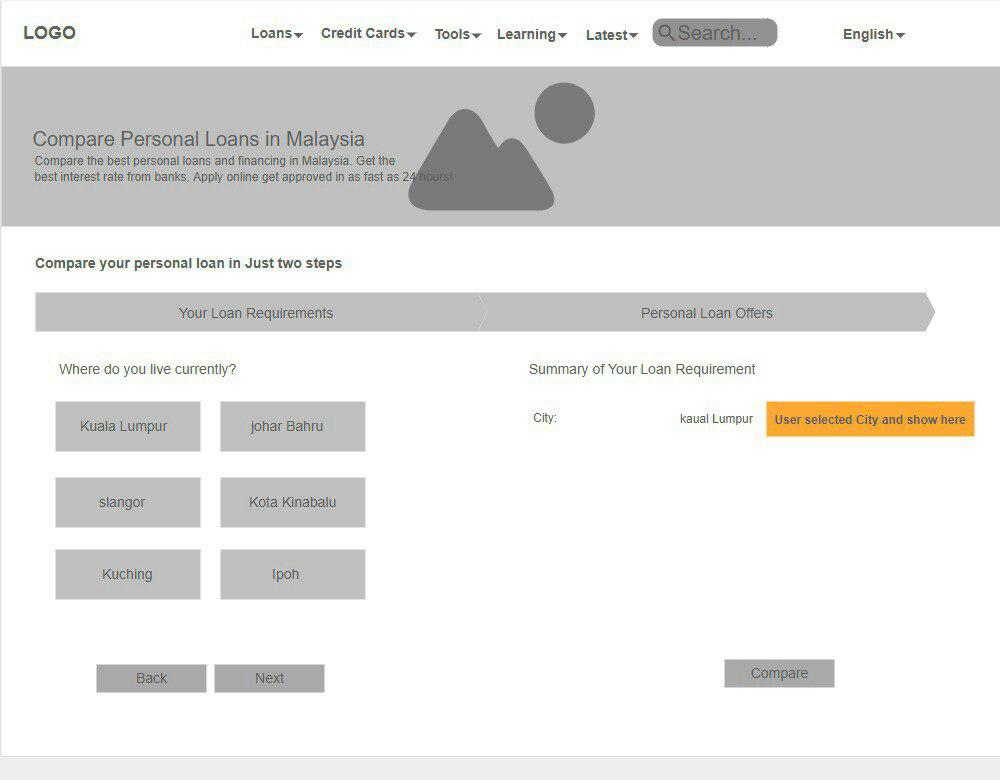 LOGO
Loans
Credit Cards
Tools
Learning
Latest
Search...
English
Compare Personal Loans in Malaysia
Compare the best personal loans and financing in Malaysia. Get the
best interest rate from banks. Apply online get approved in as fast as 24 hours!
Compare your personal loan in Just two steps
Your Loan Requirements
Personal Loan Offers
Where do you live currently?
Summary of Your Loan Requirement
Kuala Lumpur
johar Bahru
City:
kaual Lumpur
User selected City and show here
slangor
Kota Kinabalu
Kuching
Ipoh
Back
Next
Compare